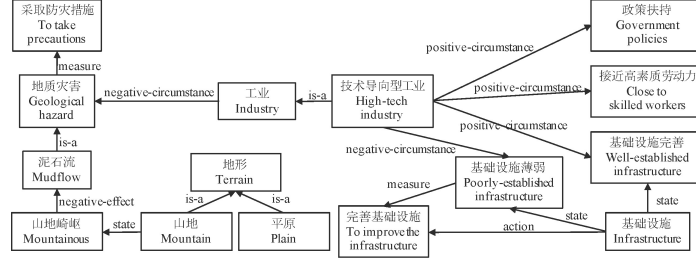 采取防灾措施
To take
precautions
政策扶持
Government
policies
positive-circumstance
measure
地质灾害
Geological
hazard
negative-circumstance
工业
Industry
is-a
技术导向型工业
High-tech
industry
positive-circumstance
接近高素质劳动力
Close to
skilled workers
positive-circumstance
is-a
negative-circumstance
基础设施完善
Well-established
infrastructure
泥石流
Mudflow
地形
Terrain
基础设施薄弱
Poorly-established
infrastructure
measure
negative-effect
is-a
is-a
state
山地崎岖
Mountainous
state
山地
Mountain
平原
Plain
完善基础设施
To improve the
infrastructure
state
action
基础设施
Infrastructure